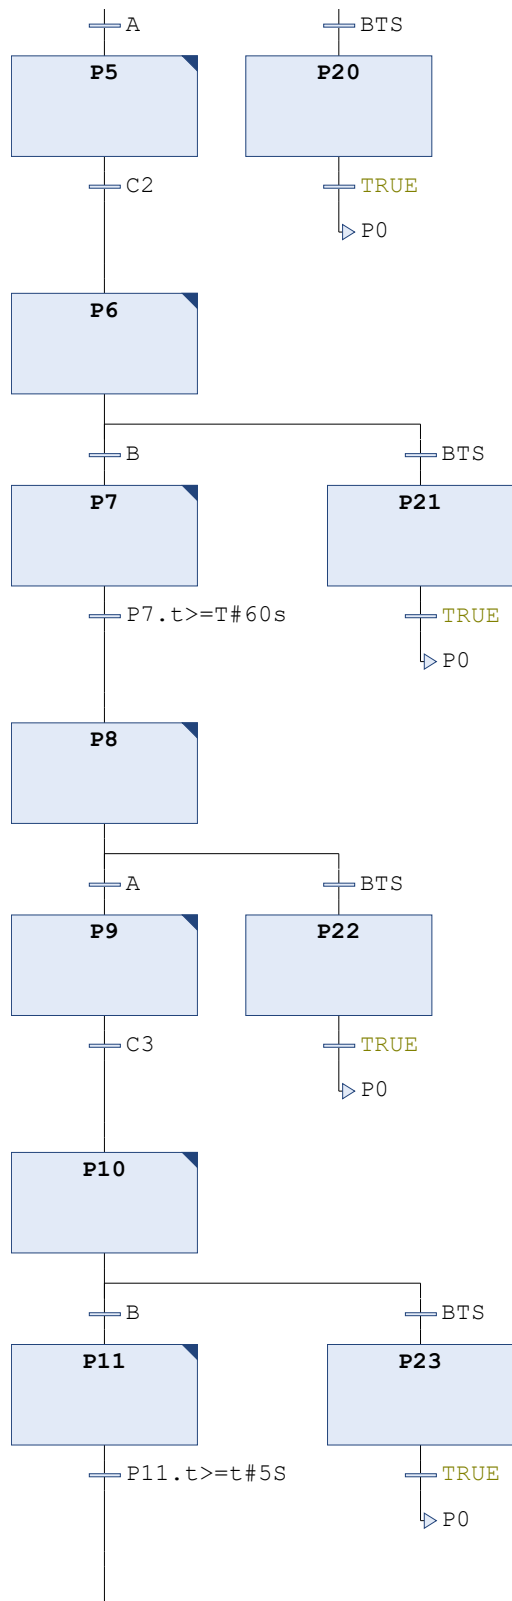 A BTS
P5 P20
C2 TRUE
P0
P6
B BTS
P7 P21
P7.t>=T#60s TRUE
P0
P8
A BTS
P9 P22
C3 TRUE
P0
P10
B BTS
P11 P23
P11.t>=t#5S TRUE
P0